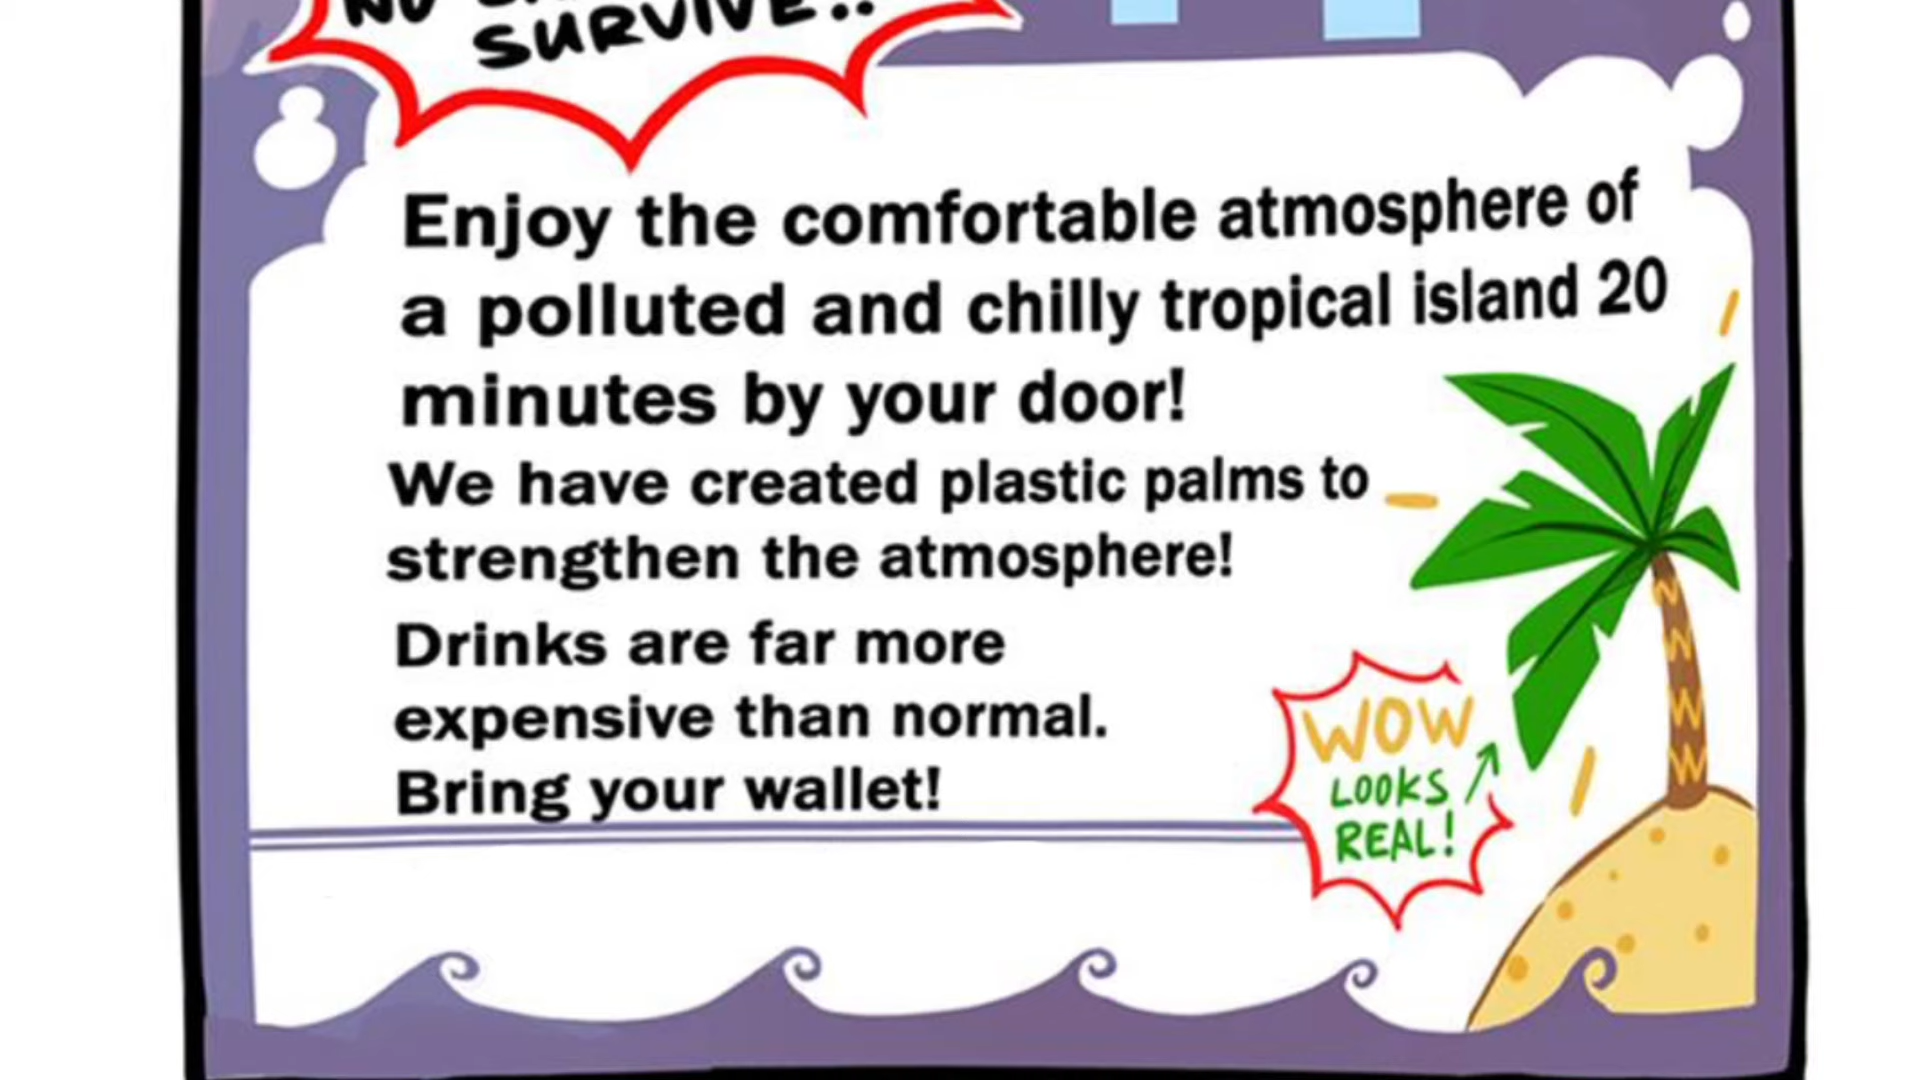 NO
SURVIVE..
Enjoy the comfortable atmosphere of
a polluted and chilly tropical island 20
minutes by your door!
We have created plastic palms to
strengthen the atmosphere!
Drinks are far more
expensive than normal.
Bring your wallet!
WOW
LOOKS
REAL!